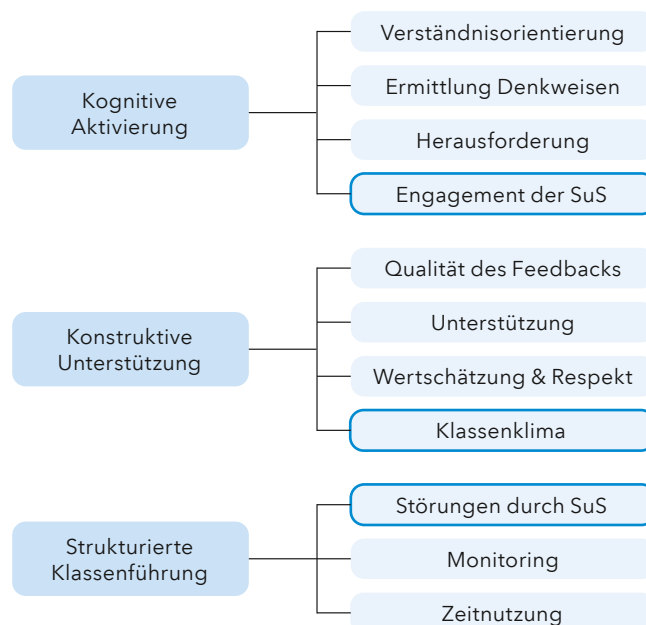 Kognitive
Aktivierung
Verständnisorientierung
Ermittlung Denkweisen
Herausforderung
Engagement der SuS
Konstruktive
Unterstützung
Qualität des Feedbacks
Unterstützung
Wertschätzung & Respekt
Klassenklima
Strukturierte
Klassenführung
Störungen durch SuS
Monitoring
Zeitnutzung